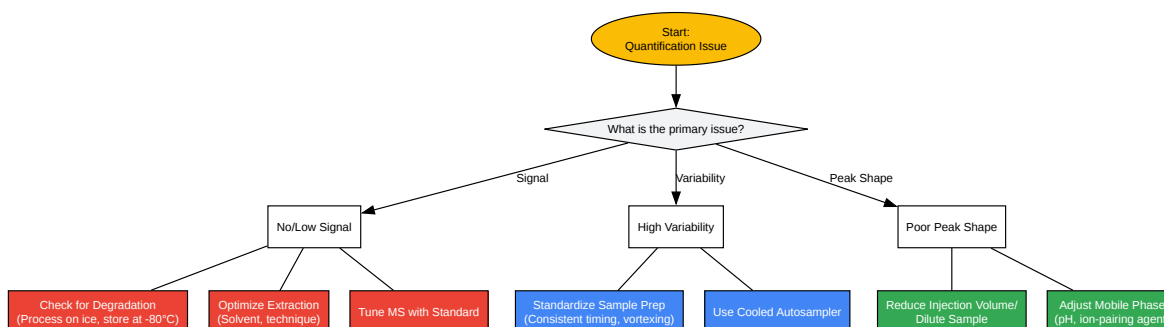 Start:
Quantification Issue
What is the primary issue?
Signal
Variability
Peak Shape
No/Low Signal
High Variability
Poor Peak Shape
Check for Degradation
(Process on ice, store at -80°C)
Optimize Extraction
(Solvent, technique)
Tune MS with Standard
Standardize Sample Prep
(Consistent timing, vortexing)
Use Cooled Autosampler
Reduce Injection Volume/
Dilute Sample
Adjust Mobile Phase
(pH, ion-pairing agent